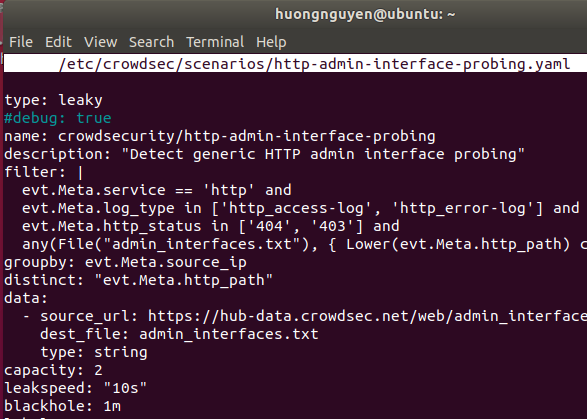 huongnguyen@ubuntu: ~
File Edit View Search Terminal Help
/etc/crowdsec/scenarios/http-admin-interface-probing.yaml
type: leaky
#debug: true
name: crowdsecurity/http-admin-interface-probing
description: "Detect generic HTTP admin interface probing"
filter: |
  evt.Meta.service == 'http' and
  evt.Meta.log_type in ['http_access-log', 'http_error-log'] and
  evt.Meta.http_status in ['404', '403'] and
  any(File("admin_interfaces.txt"), { Lower(evt.Meta.http_path) c
groupby: evt.Meta.source_ip
distinct: "evt.Meta.http_path"
data:
  - source_url: https://hub-data.crowdsec.net/web/admin_interface
    dest_file: admin_interfaces.txt
    type: string
capacity: 2
leakspeed: "10s"
blackhole: 1m